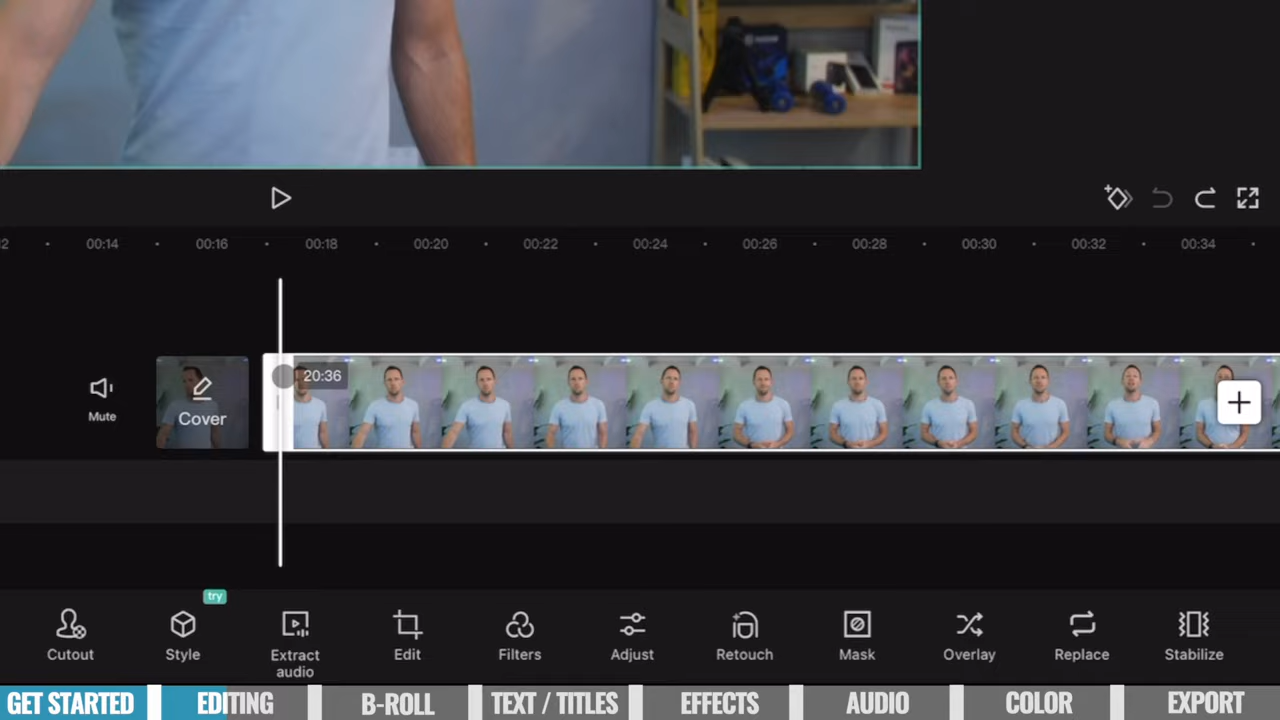 2 00:14 00:16 00:18 00:20 00:22 00:24 00:26 00:28 00:30 00:32 00:34
20:36
Mute
Cover
try
Cutout Style Extract audio Edit Filters Adjust Retouch Mask Overlay Replace Stabilize
GET STARTED EDITING B-ROLL TEXT / TITLES EFFECTS AUDIO COLOR EXPORT